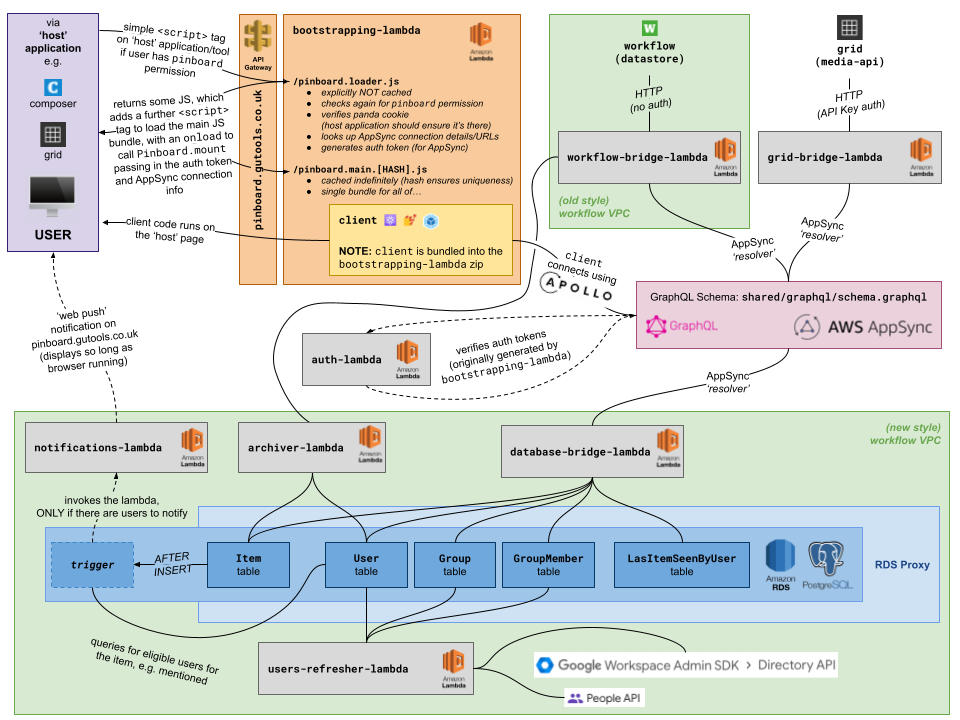 via
‘host’
application
e.g.
composer
grid
USER
simple <script> tag
on ‘host’ application/tool
if user has pinboard
permission
returns some JS, which
adds a further <script>
tag to load the main JS
bundle, with an onload to
call Pinboard.mount
passing in the auth token
and AppSync connection
info
client code runs on
the ‘host’ page
API
Gateway
pinboard.gutools.co.uk
bootstrapping-lambda
Amazon
Lambda
/pinboard.loader.js
● explicitly NOT cached
● checks again for pinboard permission
● verifies panda cookie
(host application should ensure it's there)
● looks up AppSync connection details/URLs
● generates auth token (for AppSync)
/pinboard.main.[HASH].js
● cached indefinitely (hash ensures uniqueness)
● single bundle for all of…
client
NOTE: client is bundled into the
bootstrapping-lambda zip
W
workflow
(datastore)
HTTP
(no auth)
workflow-bridge-lambda
Amazon
Lambda
(old style)
workflow VPC
grid
(media-api)
HTTP
(API Key auth)
grid-bridge-lambda
Amazon
Lambda
AppSync
‘resolver’
AppSync
‘resolver’
client
connects using
APOLLO
GraphQL Schema: shared/graphql/schema.graphql
GraphQL
AWS AppSync
auth-lambda
Amazon
Lambda
verifies auth tokens
(originally generated by
bootstrapping-lambda)
AppSync
‘resolver’
‘web push’
notification on
pinboard.gutools.co.uk
(displays so long as
browser running)
(new style)
workflow VPC
notifications-lambda
Amazon
Lambda
archiver-lambda
Amazon
Lambda
database-bridge-lambda
Amazon
Lambda
invokes the lambda,
ONLY if there are users to notify
trigger
AFTER
INSERT
Item
table
User
table
Group
table
GroupMember
table
LasItemSeenByUser
table
Amazon
RDS
PostgreSQL
RDS Proxy
queries for eligible users for
the item, e.g. mentioned
users-refresher-lambda
Amazon
Lambda
Google Workspace Admin SDK > Directory API
People API